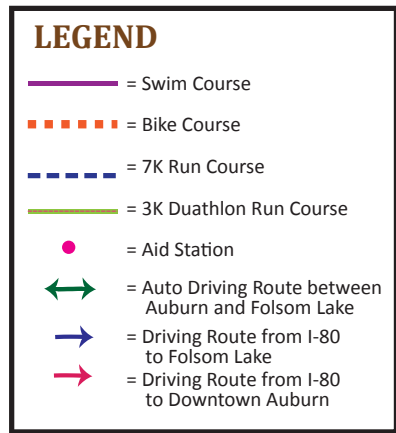 LEGEND
= Swim Course
= Bike Course
= 7K Run Course
= 3K Duathlon Run Course
= Aid Station
= Auto Driving Route between
Auburn and Folsom Lake
= Driving Route from I-80
to Folsom Lake
= Driving Route from I-80
to Downtown Auburn